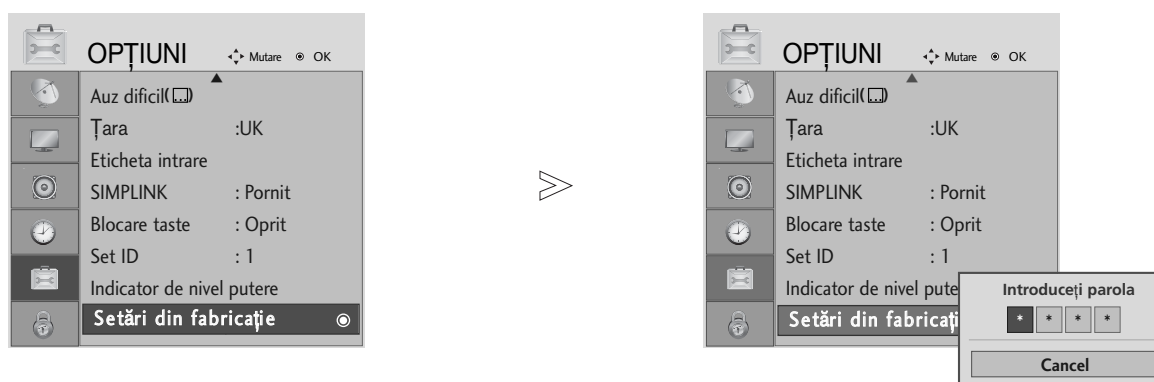 OPȚIUNI Mutare OK
Auz dificil( )
Țara :UK
Eticheta intrare
SIMPLINK : Pornit
Blocare taste : Oprit
Set ID : 1
Indicator de nivel putere
Setări din fabricație
>
OPȚIUNI Mutare OK
Auz dificil( )
Țara :UK
Eticheta intrare
SIMPLINK : Pornit
Blocare taste : Oprit
Set ID : 1
Indicator de nivel pute
Setări din fabricați
Introduceți parola
* * * *
Cancel